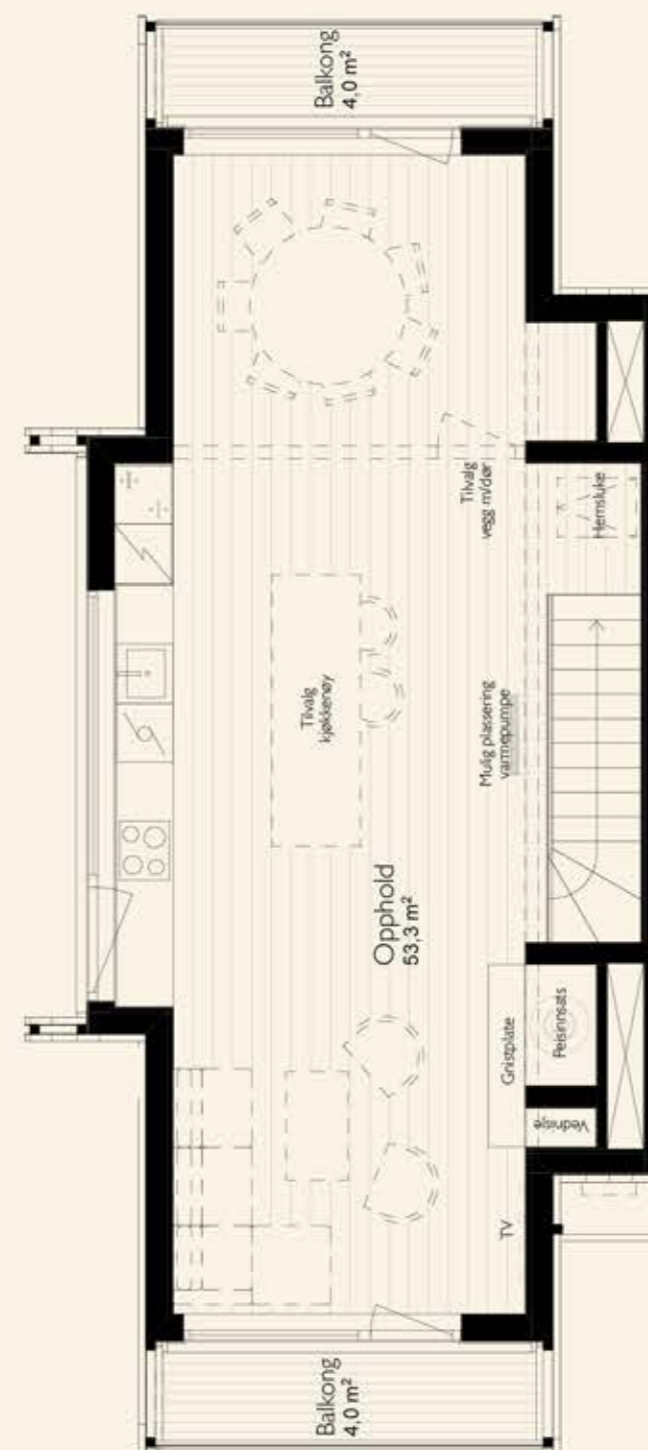 Balkong
4,0 m²
Tilvalg
vegg m/dør
Hemsluke
Tilvalg
kjøkkenøy
Mulig plassering
varmepumpe
Opphold
53,3 m²
Gnistplate
Peisinnsats
Vednisje
TV
Balkong
4,0 m²